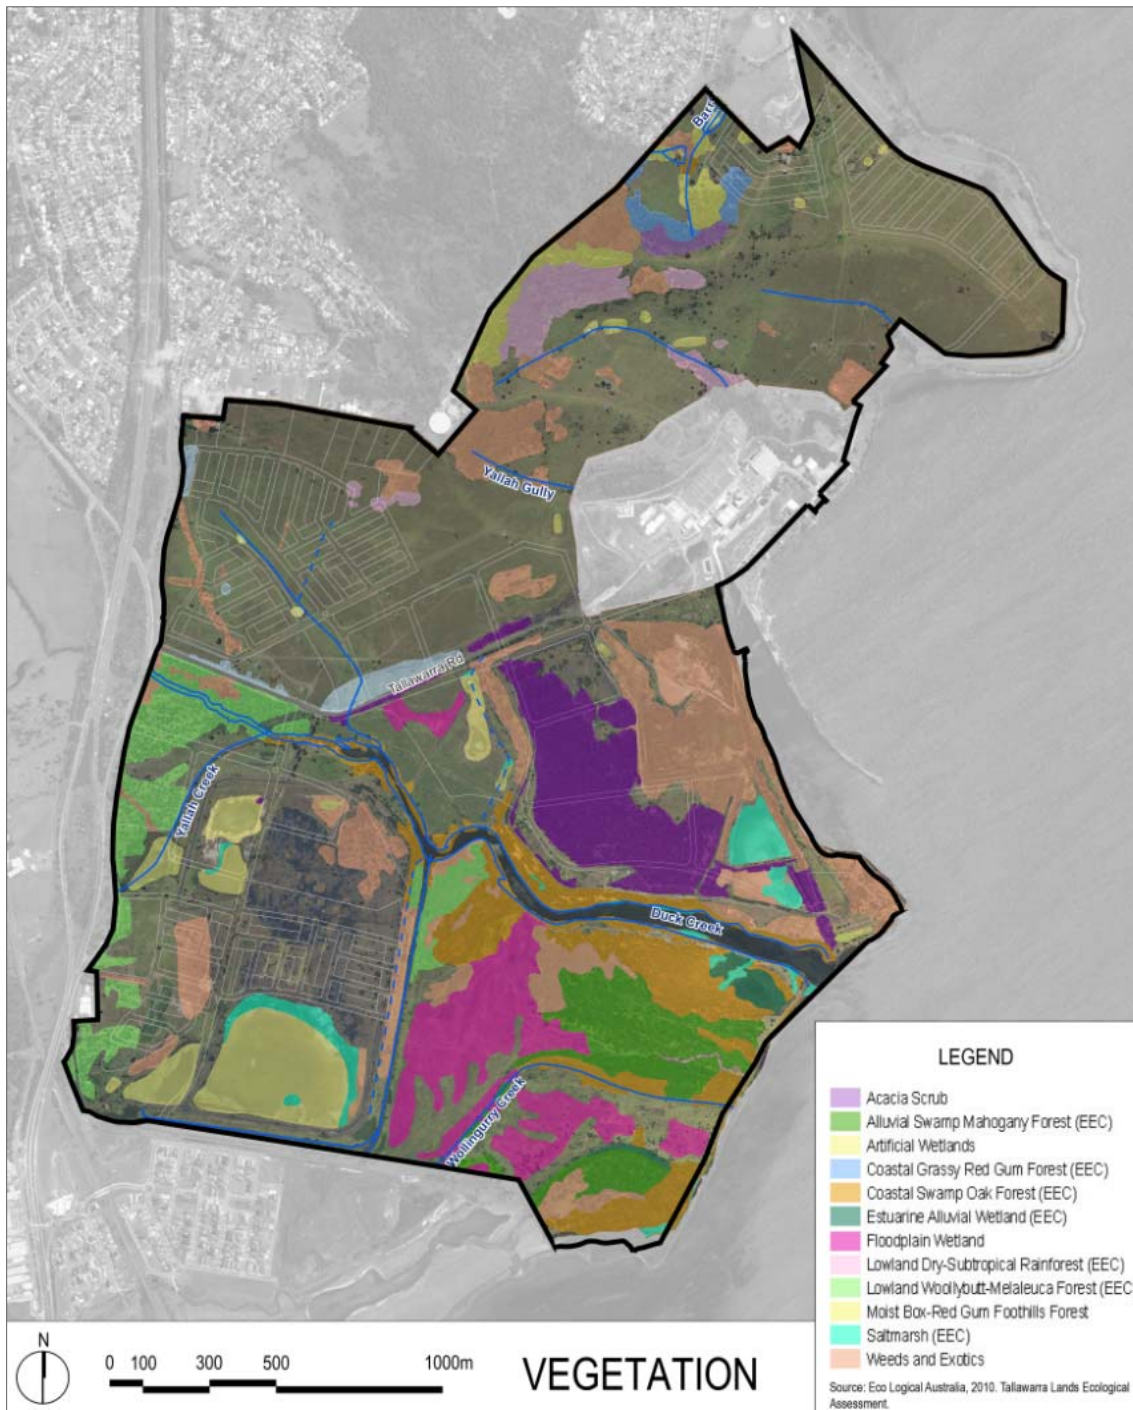 Barr
Yallah Gully
Tallawarra Rd
Yallah Creek
Duck Creek
Wollingurry Creek
LEGEND
Acacia Scrub
Alluvial Swamp Mahogany Forest (EEC)
Artificial Wetlands
Coastal Grassy Red Gum Forest (EEC)
Coastal Swamp Oak Forest (EEC)
Estuarine Alluvial Wetland (EEC)
Floodplain Wetland
Lowland Dry-Subtropical Rainforest (EEC)
Lowland Woollybutt-Melaleuca Forest (EEC
Moist Box-Red Gum Foothills Forest
Saltmarsh (EEC)
Weeds and Exotics
Source: Eco Logical Australia, 2010. Tallawarra Lands Ecological
Assessment.
N
0 100 300 500 1000m
VEGETATION